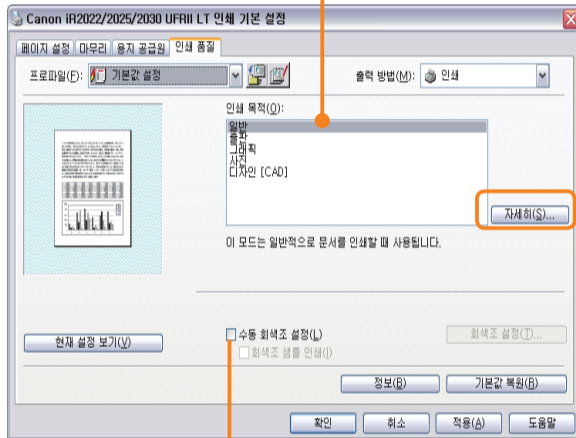 Canon iR2022/2025/2030 UFRII LT 인쇄 기본 설정
페이지 설정 마무리 용지 공급원 인쇄 품질
프로파일(F): 기본값 설정 출력 방법(M): 인쇄
인쇄 목적(O):
일반
출판
그래픽
사진
디자인 [CAD]
자세히(S)...
이 모드는 일반적으로 문서를 인쇄할 때 사용됩니다.
현재 설정 보기(V)
수동 회색조 설정(L) 회색조 설정(T)...
회색조 샘플 인쇄(I)
정보(B) 기본값 복원(R)
확인 취소 적용(A) 도움말